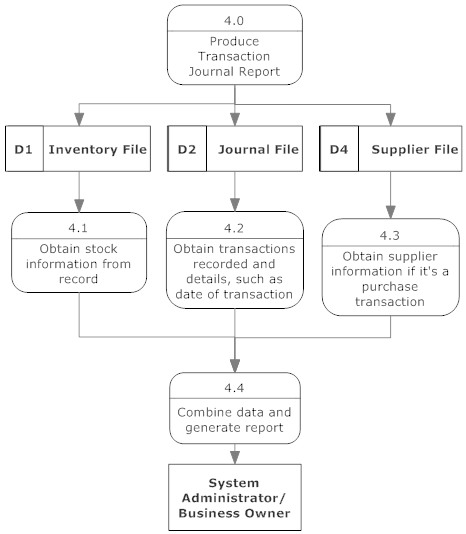 4.0
Produce
Transaction
Journal Report
D1 Inventory File
D2 Journal File
D4 Supplier File
4.1
Obtain stock
information from
record
4.2
Obtain transactions
recorded and
details, such as
date of transaction
4.3
Obtain supplier
information if it's a
purchase
transaction
4.4
Combine data and
generate report
System
Administrator/
Business Owner